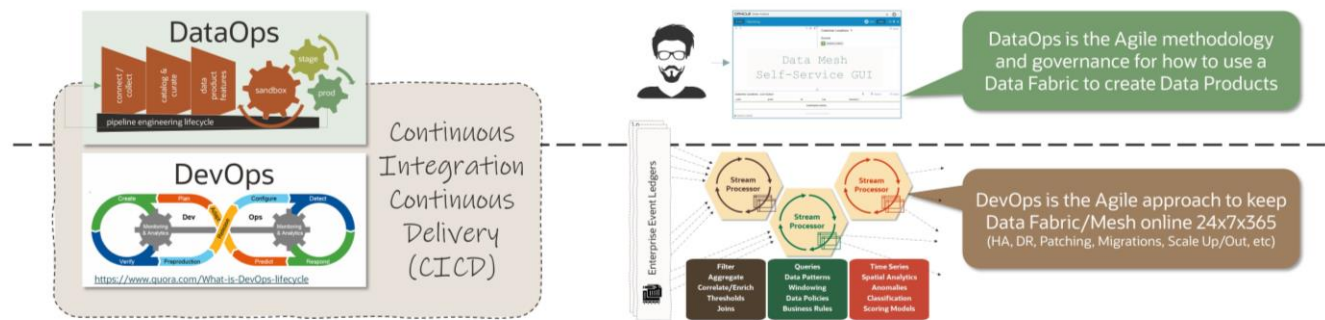 DataOps
connect /
collect
catalog &
curate
data
product
features
sandbox
stage
prod
pipeline engineering lifecycle
DevOps
Create
Plan
Configure
Detect
Dev
Ops
Monitoring
& Analytics
Monitoring
& Analytics
Verify
Preproduction
Predict
Respond
https://www.quora.com/What-is-DevOps-lifecycle
Continuous
Integration
Continuous
Delivery
(CICD)
Data Mesh
Self-Service GUI
DataOps is the Agile methodology
and governance for how to use a
Data Fabric to create Data Products
Enterprise Event Ledgers
Stream
Processor
Stream
Processor
Stream
Processor
Filter
Aggregate
Correlate/Enrich
Thresholds
Joins
Queries
Data Patterns
Windowing
Data Policies
Business Rules
Time Series
Spatial Analytics
Anomalies
Classification
Scoring Models
DevOps is the Agile approach to keep
Data Fabric/Mesh online 24x7x365
(HA, DR, Patching, Migrations, Scale Up/Out, etc)